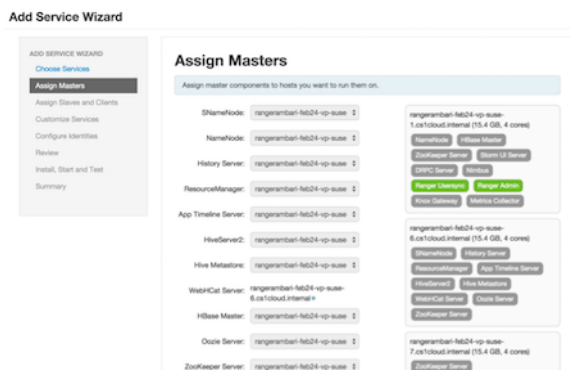 Add Service Wizard
ADD SERVICE WIZARD
Choose Services
Assign Masters
Assign Slaves and Clients
Customize Services
Configure Identities
Review
Install, Start and Test
Summary
Assign Masters
Assign master components to hosts you want to run them on.
SNameNode: rangerambari-feb24-vp-suse
NameNode: rangerambari-feb24-vp-suse
History Server: rangerambari-feb24-vp-suse
ResourceManager: rangerambari-feb24-vp-suse
App Timeline Server: rangerambari-feb24-vp-suse
HiveServer2: rangerambari-feb24-vp-suse
Hive Metastore: rangerambari-feb24-vp-suse
WebHCat Server: rangerambari-feb24-vp-suse-
6.cs1cloud.internal
HBase Master: rangerambari-feb24-vp-suse
Oozie Server: rangerambari-feb24-vp-suse
ZooKeeper Server: rangerambari-feb24-vp-suse
rangerambari-feb24-vp-suse-
1.cs1cloud.internal (15.4 GB, 4 cores)
NameNode HBase Master
ZooKeeper Server Storm UI Server
DRPC Server Nimbus
Ranger Usersync Ranger Admin
Knox Gateway Metrics Collector
rangerambari-feb24-vp-suse-
6.cs1cloud.internal (15.4 GB, 4 cores)
SNameNode History Server
ResourceManager App Timeline Server
HiveServer2 Hive Metastore
WebHCat Server Oozie Server
ZooKeeper Server
rangerambari-feb24-vp-suse-
7.cs1cloud.internal (15.4 GB, 4 cores)
ZooKeeper Server